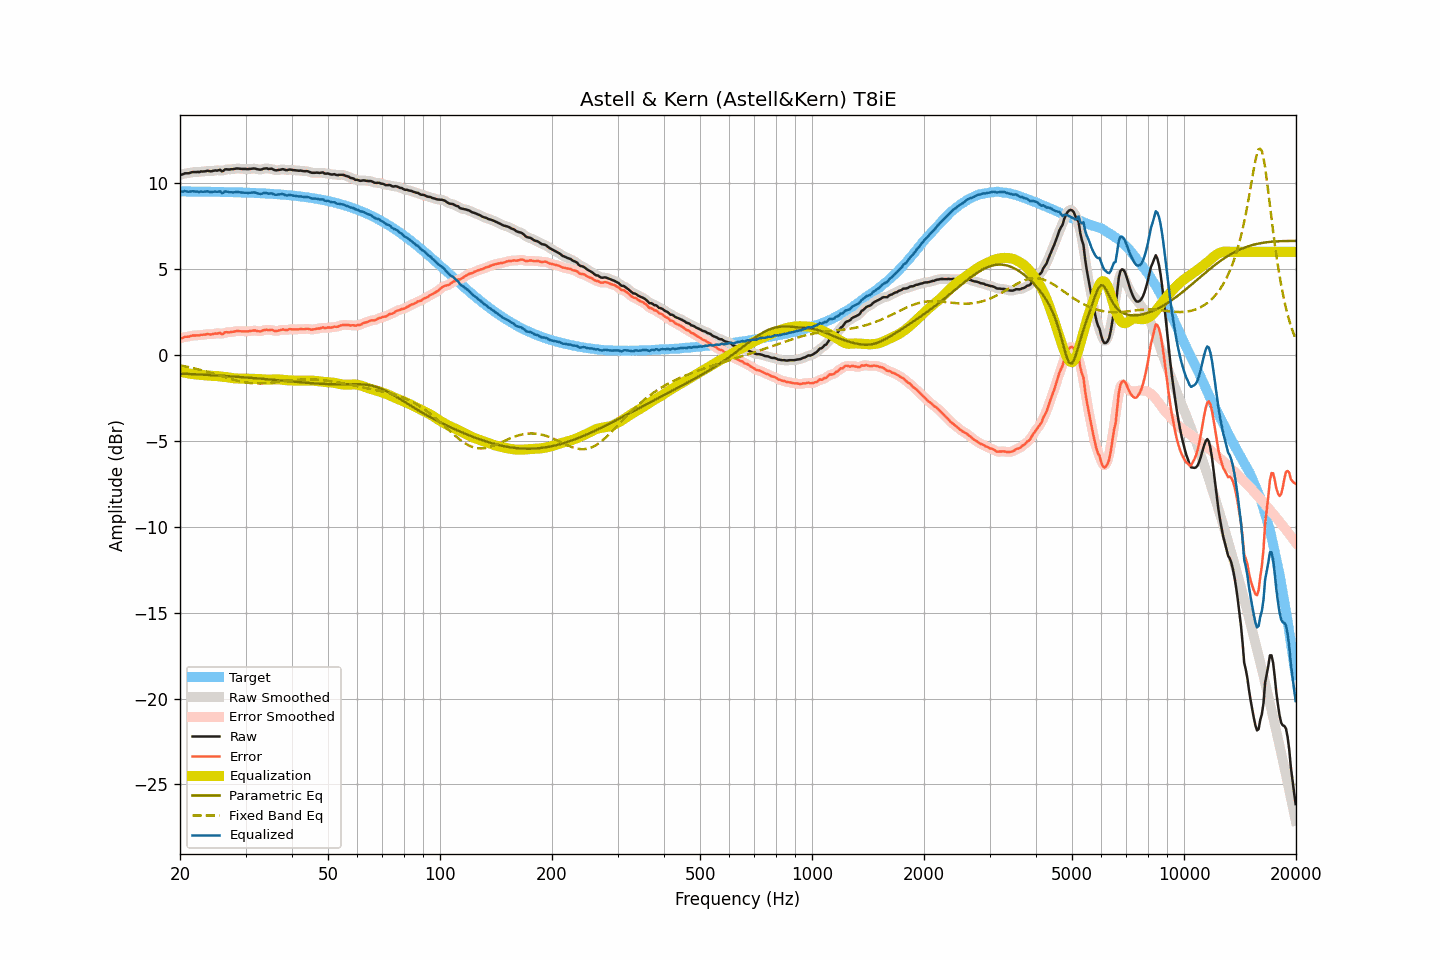 Astell & Kern (Astell&Kern) T8iE
Amplitude (dBr)
10
5
0
−5
−10
−15
−20
−25
Target
Raw Smoothed
Error Smoothed
Raw
Error
Equalization
Parametric Eq
Fixed Band Eq
Equalized
20 50 100 200 500 1000 2000 5000 10000 20000
Frequency (Hz)